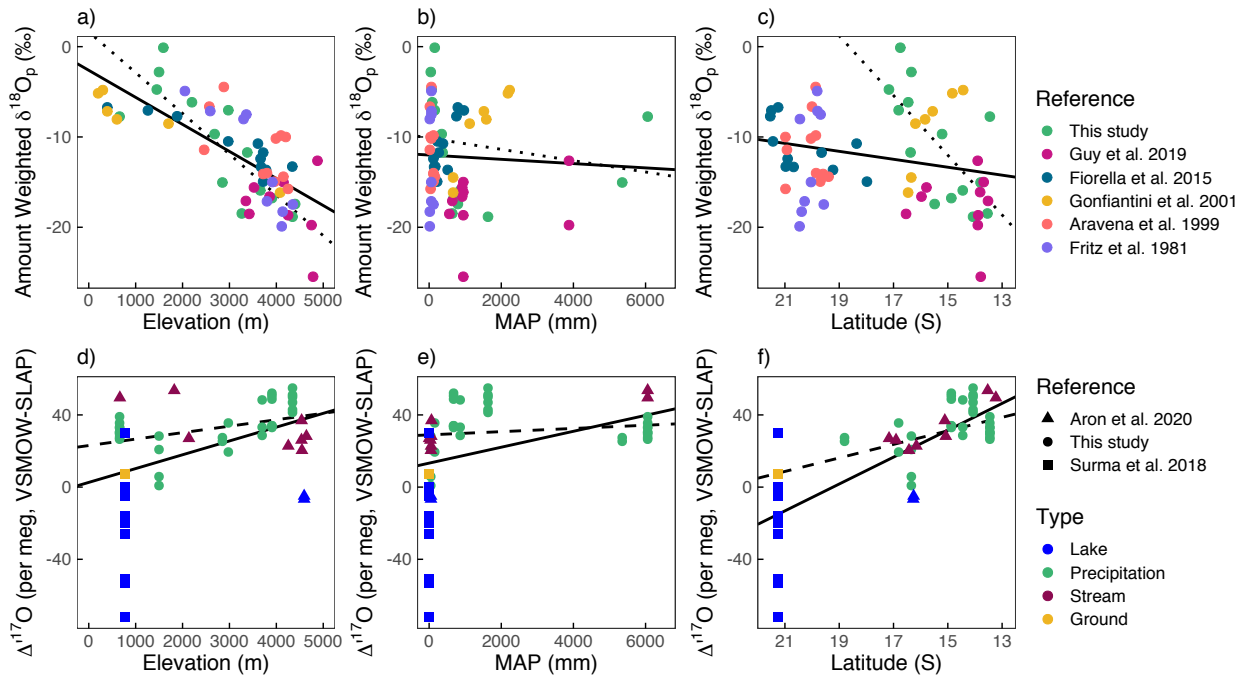 a)
b)
c)
Amount Weighted δ¹⁸Oₚ (‰)
0
-10
-20
0 1000 2000 3000 4000 5000
Elevation (m)
Amount Weighted δ¹⁸Oₚ (‰)
0 2000 4000 6000
MAP (mm)
Amount Weighted δ¹⁸Oₚ (‰)
21 19 17 15 13
Latitude (S)
Reference
This study
Guy et al. 2019
Fiorella et al. 2015
Gonfiantini et al. 2001
Aravena et al. 1999
Fritz et al. 1981
d)
e)
f)
Δ'¹⁷O (per meg, VSMOW-SLAP)
40
0
-40
0 1000 2000 3000 4000 5000
Elevation (m)
Δ'¹⁷O (per meg, VSMOW-SLAP)
0 2000 4000 6000
MAP (mm)
Δ'¹⁷O (per meg, VSMOW-SLAP)
21 19 17 15 13
Latitude (S)
Reference
Aron et al. 2020
This study
Surma et al. 2018
Type
Lake
Precipitation
Stream
Ground